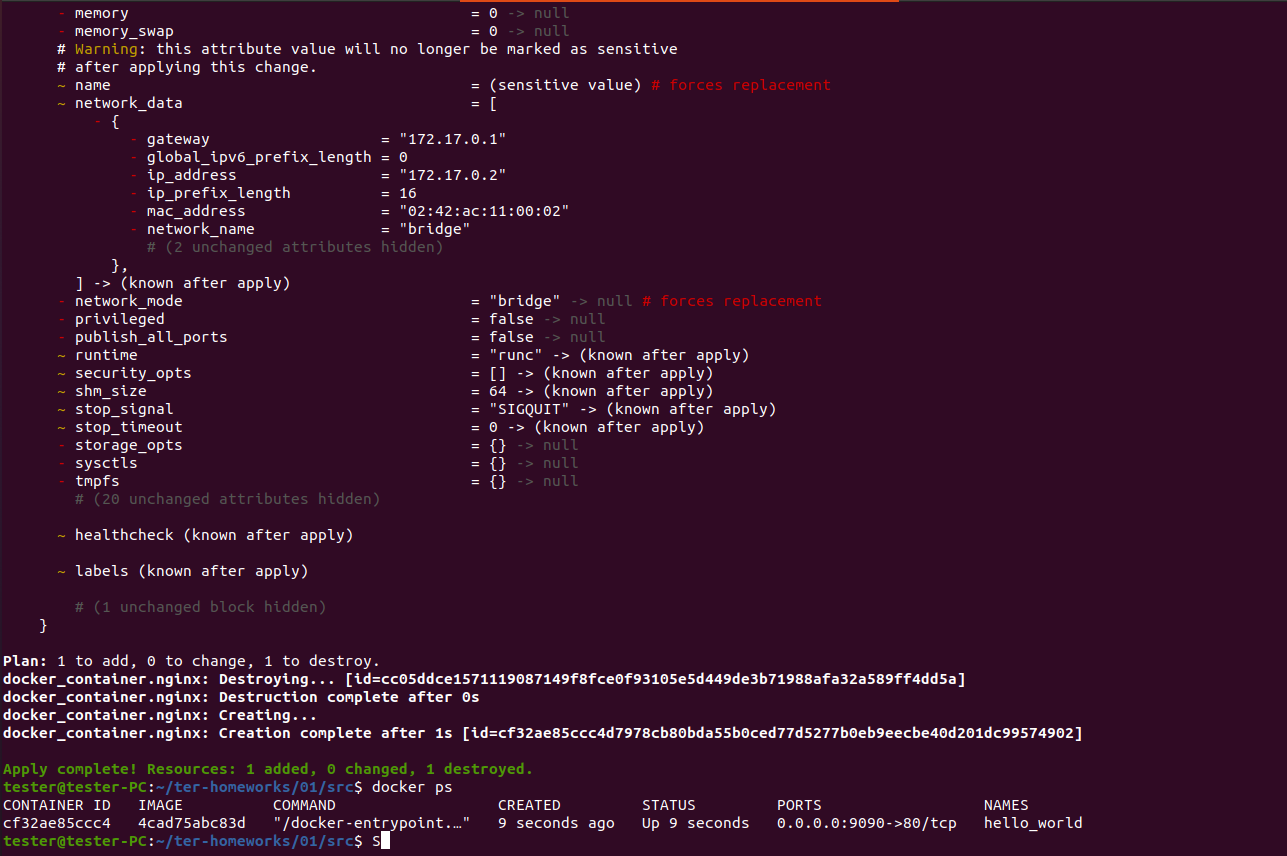 - memory = 0 -> null
- memory_swap = 0 -> null
# Warning: this attribute value will no longer be marked as sensitive
# after applying this change.
~ name = (sensitive value) # forces replacement
~ network_data = [
- {
- gateway = "172.17.0.1"
- global_ipv6_prefix_length = 0
- ip_address = "172.17.0.2"
- ip_prefix_length = 16
- mac_address = "02:42:ac:11:00:02"
- network_name = "bridge"
# (2 unchanged attributes hidden)
},
] -> (known after apply)
- network_mode = "bridge" -> null # forces replacement
- privileged = false -> null
- publish_all_ports = false -> null
~ runtime = "runc" -> (known after apply)
~ security_opts = [] -> (known after apply)
~ shm_size = 64 -> (known after apply)
~ stop_signal = "SIGQUIT" -> (known after apply)
~ stop_timeout = 0 -> (known after apply)
- storage_opts = {} -> null
- sysctls = {} -> null
- tmpfs = {} -> null
# (20 unchanged attributes hidden)
~ healthcheck (known after apply)
~ labels (known after apply)
# (1 unchanged block hidden)
}
Plan: 1 to add, 0 to change, 1 to destroy.
docker_container.nginx: Destroying... [id=cc05ddce1571119087149f8fce0f93105e5d449de3b71988afa32a589ff4dd5a]
docker_container.nginx: Destruction complete after 0s
docker_container.nginx: Creating...
docker_container.nginx: Creation complete after 1s [id=cf32ae85ccc4d7978cb80bda55b0ced77d5277b0eb9eecbe40d201dc99574902]
Apply complete! Resources: 1 added, 0 changed, 1 destroyed.
tester@tester-PC:~/ter-homeworks/01/src$ docker ps
CONTAINER ID IMAGE COMMAND CREATED STATUS PORTS NAMES
cf32ae85ccc4 4cad75abc83d "/docker-entrypoint.…" 9 seconds ago Up 9 seconds 0.0.0.0:9090->80/tcp hello_world
tester@tester-PC:~/ter-homeworks/01/src$ S